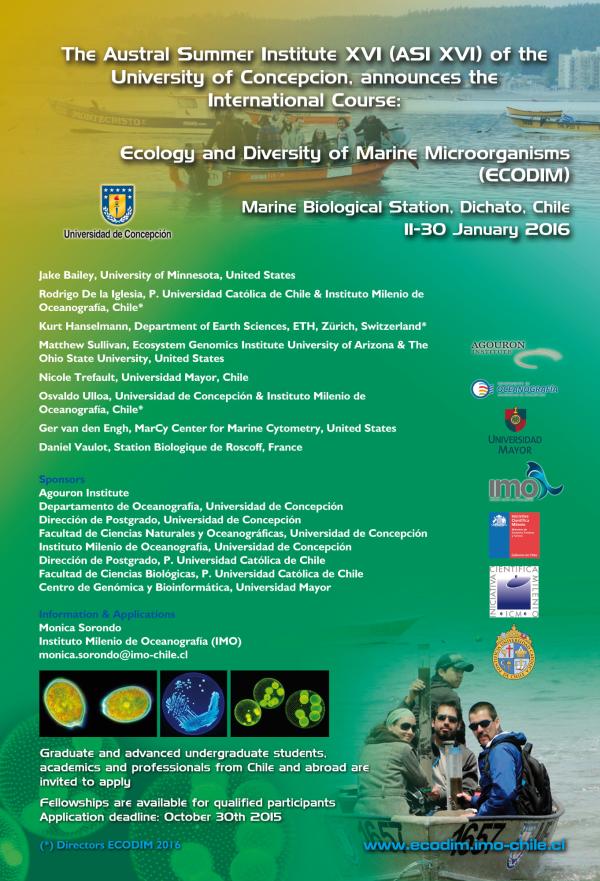 The Austral Summer Institute XVI (ASI XVI) of the
University of Concepcion, announces the
International Course:
MONTECRISTO
Ecology and Diversity of Marine Microorganisms
(ECODIM)
Marine Biological Station, Dichato, Chile
11-30 January 2016
Universidad de Concepción
Jake Bailey, University of Minnesota, United States
Rodrigo De la Iglesia, P. Universidad Católica de Chile & Instituto Milenio de
Oceanografía, Chile*
Kurt Hanselmann, Department of Earth Sciences, ETH, Zürich, Switzerland*
Matthew Sullivan, Ecosystem Genomics Institute University of Arizona & The
Ohio State University, United States
Nicole Trefault, Universidad Mayor, Chile
Osvaldo Ulloa, Universidad de Concepción & Instituto Milenio de
Oceanografía, Chile*
Ger van den Engh, MarCy Center for Marine Cytometry, United States
Daniel Vaulot, Station Biologique de Roscoff, France
AGOURON
INSTITUTE
OCEANOGRAFÍA
UNIVERSIDAD
MAYOR
imo
Iniciativa
Científica
Milenio
INICIATIVA CIENTIFICA MILENIO
ICM
Sponsors
Agouron Institute
Departamento de Oceanografía, Universidad de Concepción
Dirección de Postgrado, Universidad de Concepción
Facultad de Ciencias Naturales y Oceanográficas, Universidad de Concepción
Instituto Milenio de Oceanografía, Universidad de Concepción
Dirección de Postgrado, P. Universidad Católica de Chile
Facultad de Ciencias Biológicas, P. Universidad Católica de Chile
Centro de Genómica y Bioinformática, Universidad Mayor
Information & Applications
Monica Sorondo
Instituto Milenio de Oceanografía (IMO)
monica.sorondo@imo-chile.cl
Graduate and advanced undergraduate students,
academics and professionals from Chile and abroad are
invited to apply
Fellowships are available for qualified participants
Application deadline: October 30th 2015
1657
1657
(*) Directors ECODIM 2016
www.ecodim.imo-chile.cl